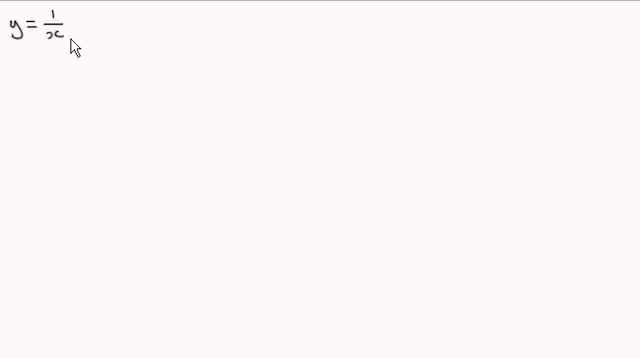 y = 1/x